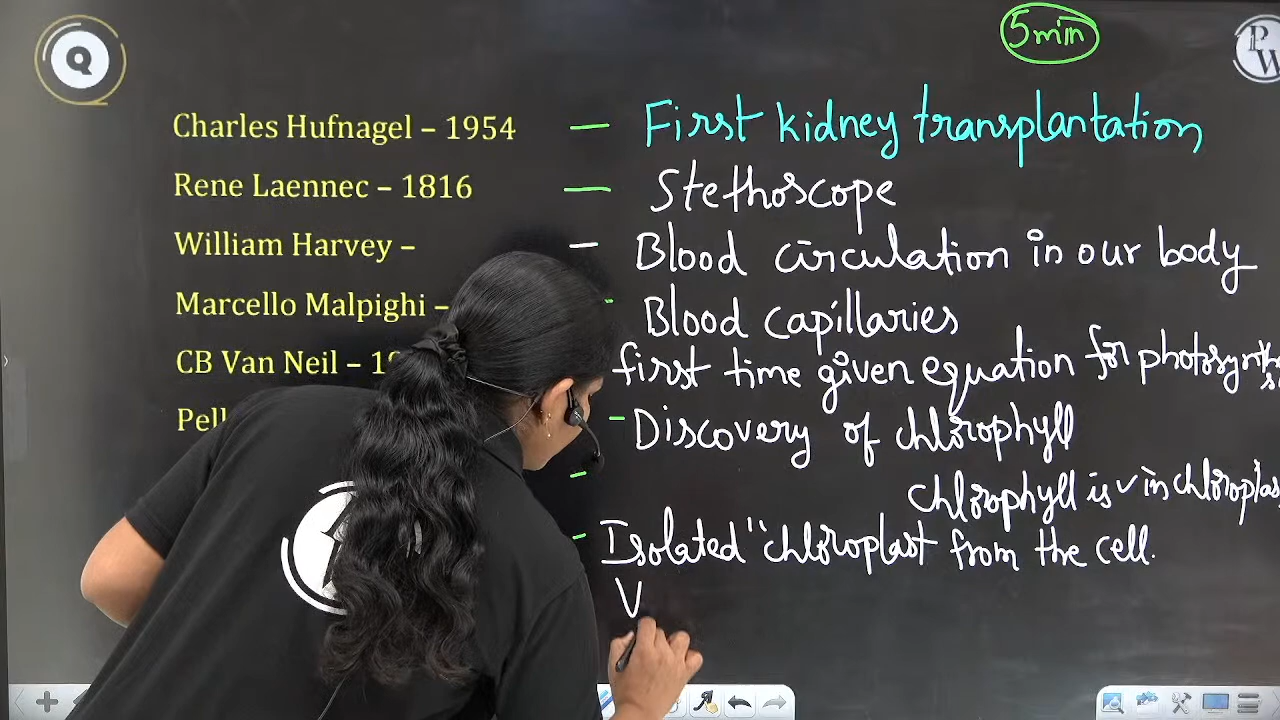 5min
PW
Q
Charles Hufnagel – 1954 — First kidney transplantation
Rene Laennec – 1816 — Stethoscope
William Harvey – — Blood circulation in our body
Marcello Malpighi – Blood capillaries
CB Van Neil – first time given equation for
- Discovery of chlorophyll
chlorophyll is in
- Isolated "chloroplast from the cell.
V